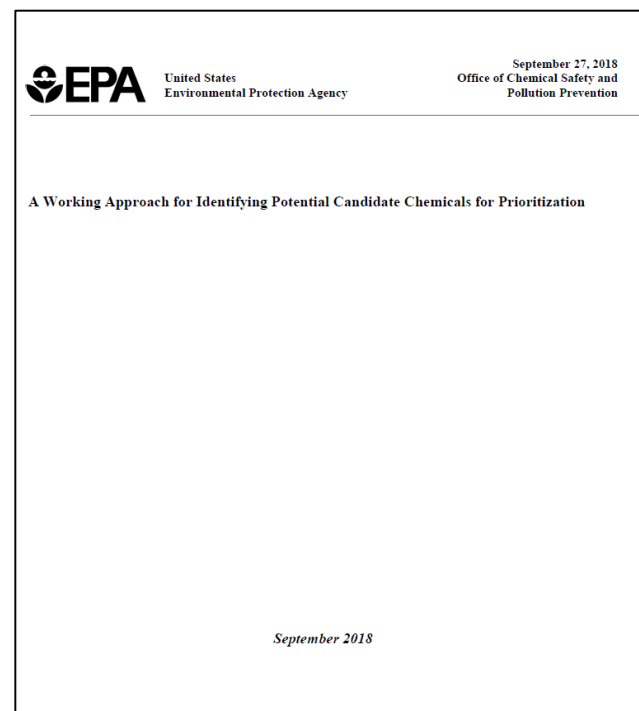 EPA
United States
Environmental Protection Agency
September 27, 2018
Office of Chemical Safety and
Pollution Prevention
A Working Approach for Identifying Potential Candidate Chemicals for Prioritization
September 2018